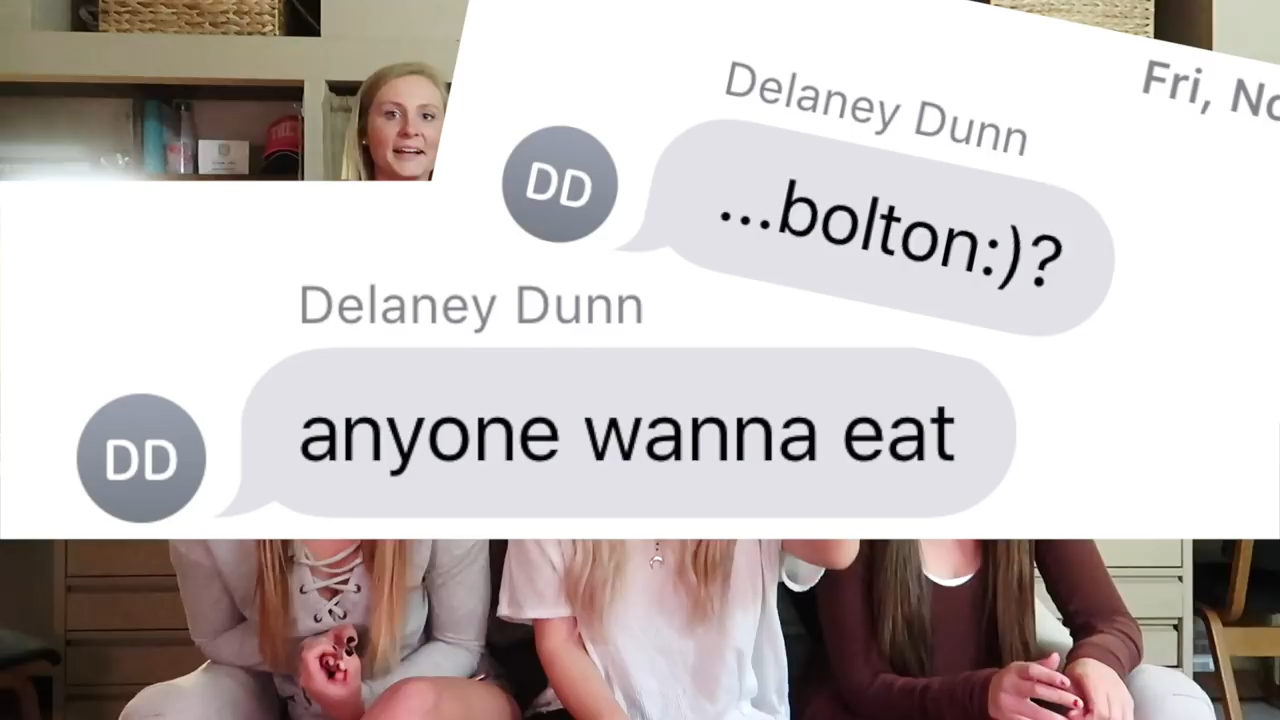 Fri, No
Delaney Dunn
DD
...bolton:)?
Delaney Dunn
DD
anyone wanna eat